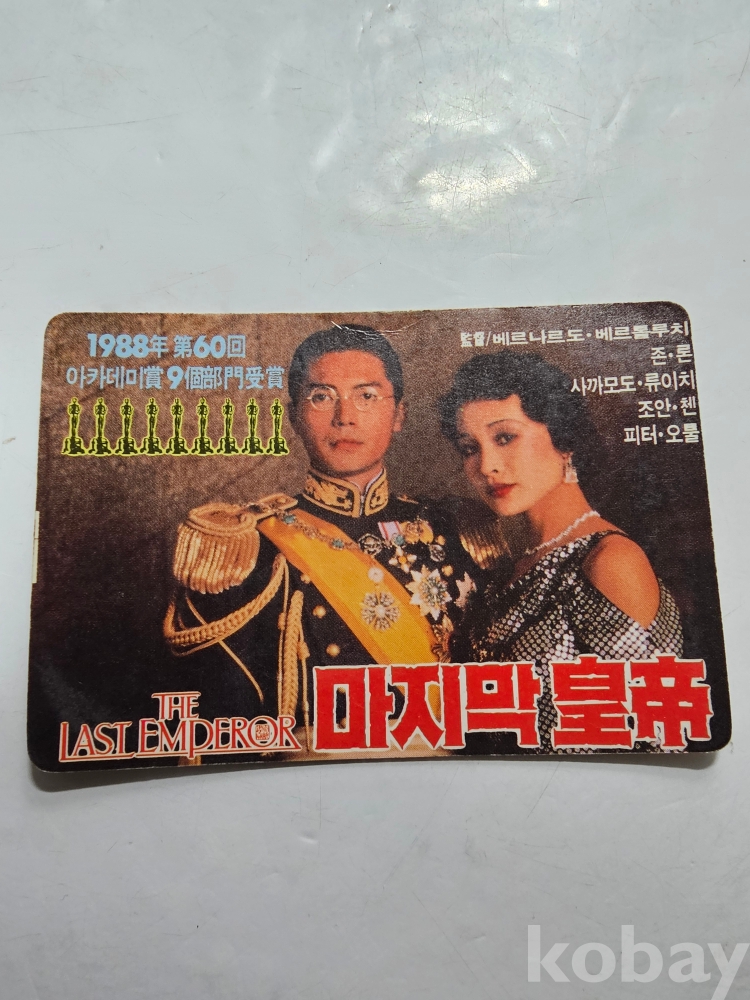 1988年 第60回
아카데미賞 9個部門受賞
監督/베르나르도·베르톨루치
존·론
사까모도·류이치
조안·첸
피터·오툴
THE
LAST EMPEROR
마지막 皇帝
kobay